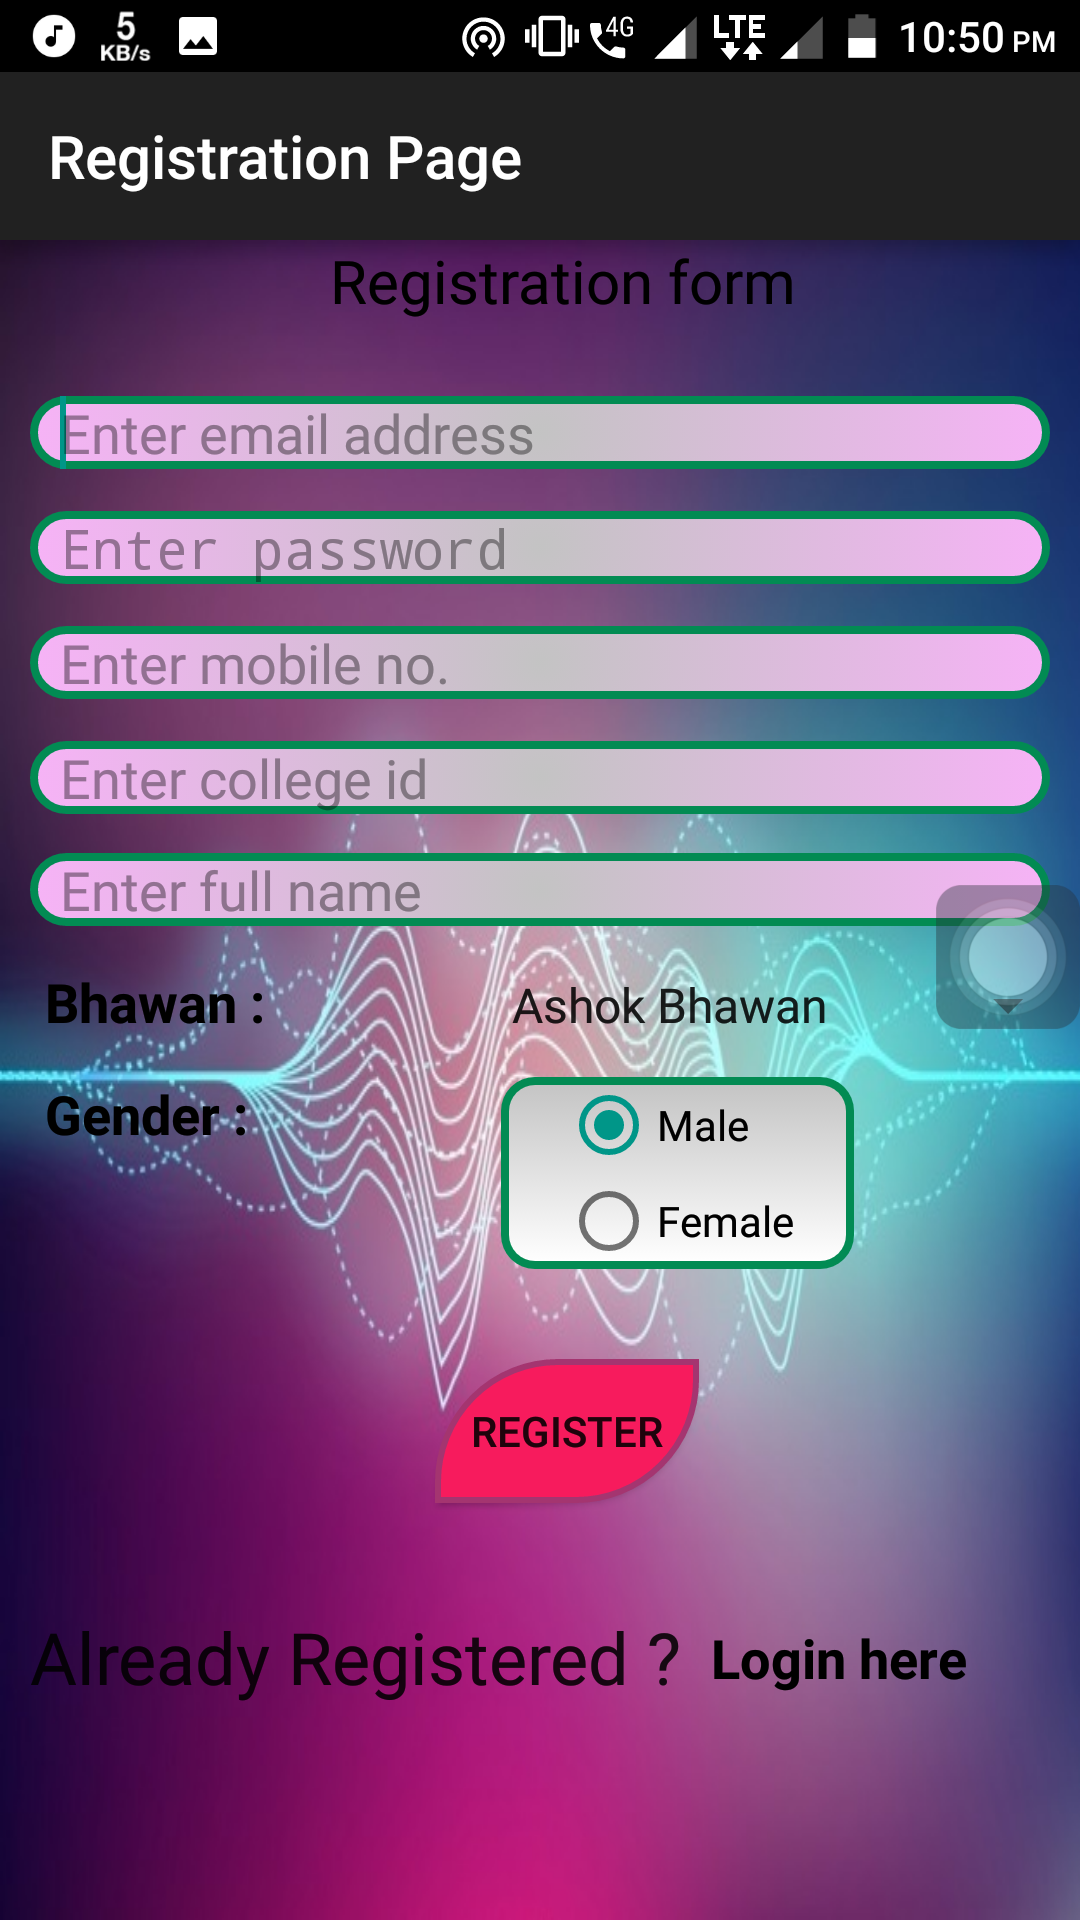 5
KB/s
4G
LTE
10:50 PM
Registration Page
Registration form
Enter email address
Enter password
Enter mobile no.
Enter college id
Enter full name
Bhawan :
Ashok Bhawan
Gender :
Male
Female
REGISTER
Already Registered ? Login here